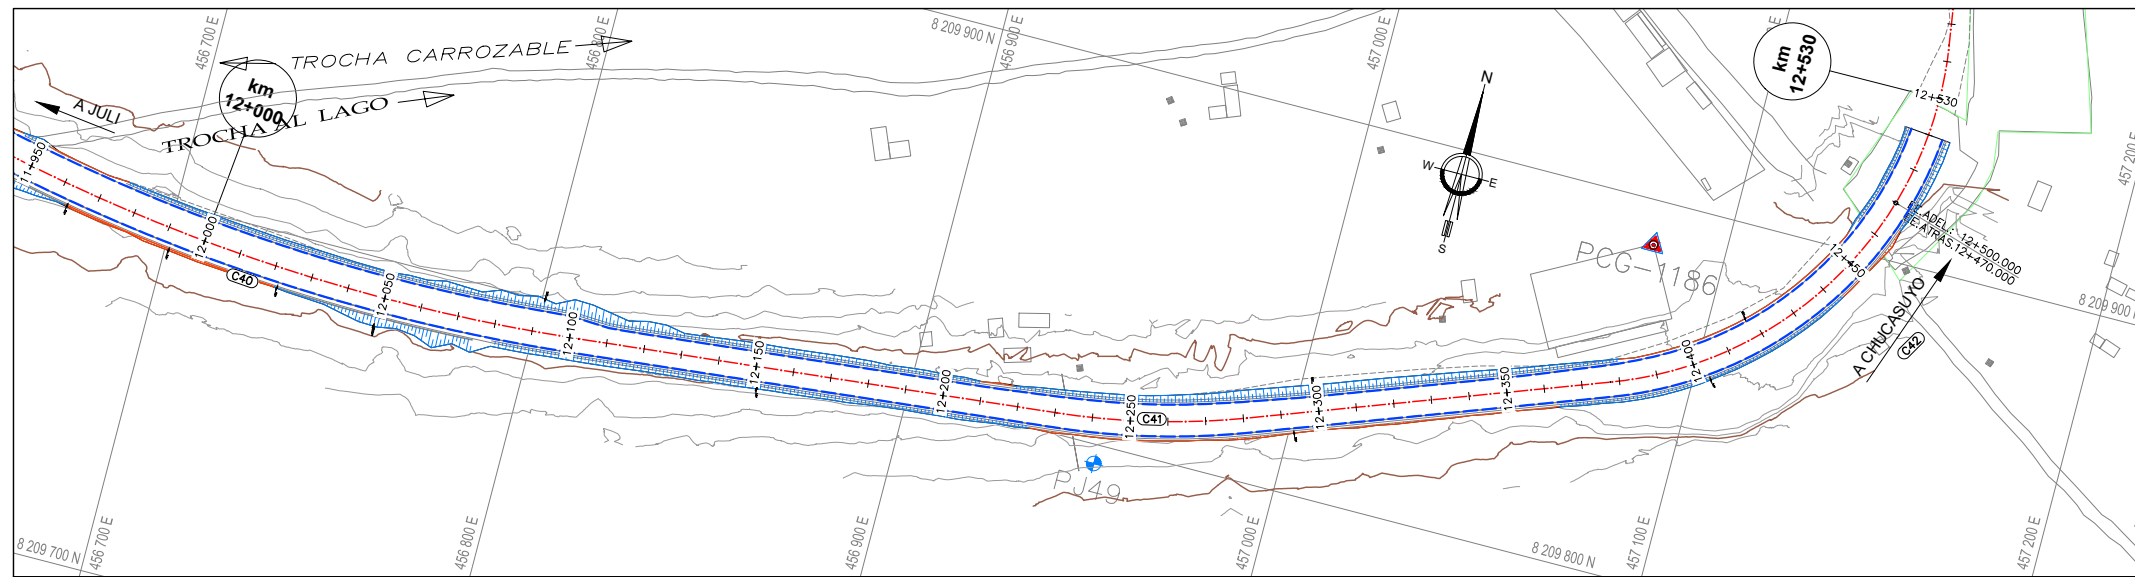 456 700 E
456 800 E
8 209 900 N
456 900 E
457 000 E
TROCHA CARROZABLE
km
12+000
TROCHA AL LAGO
A JULI
km
12+530
12+530
N
W
E
S
11+950
12+000
C40
12+050
12+100
12+150
12+200
12+250
C41
12+300
12+350
12+400
12+450
PCG-1186
E.ADEL.: 12+500.000
E.ATRAS.12+470.000
A CHUCASUYO
C42
457 200 E
8 209 900 N
PJ49
8 209 700 N
456 700 E
456 800 E
456 900 E
457 000 E
8 209 800 N
457 100 E
457 200 E